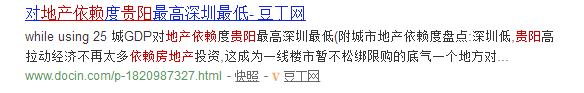 对地产依赖度贵阳最高深圳最低- 豆丁网
while using 25 城GDP对地产依赖度贵阳最高深圳最低(附城市地产依赖度盘点:深圳低,贵阳高
拉动经济不再太多依赖房地产投资,这成为一线楼市暂不松绑限购的底气一个地方对...
www.docin.com/p-1820987327.html - 快照 - V 豆丁网